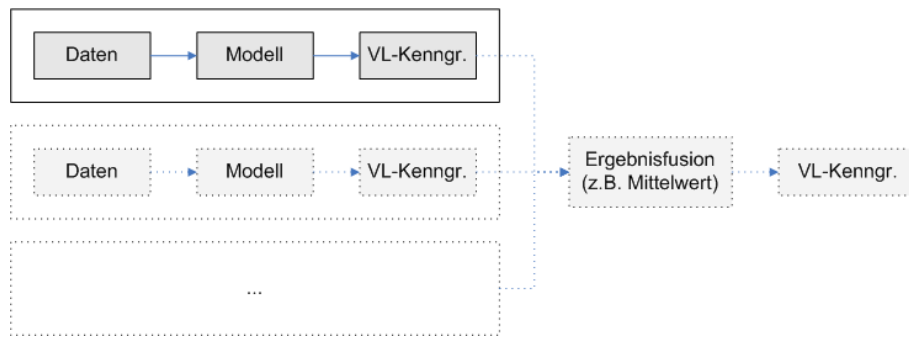 Daten
Modell
VL-Kenngr.
Daten
Modell
VL-Kenngr.
Ergebnisfusion
(z.B. Mittelwert)
VL-Kenngr.
...